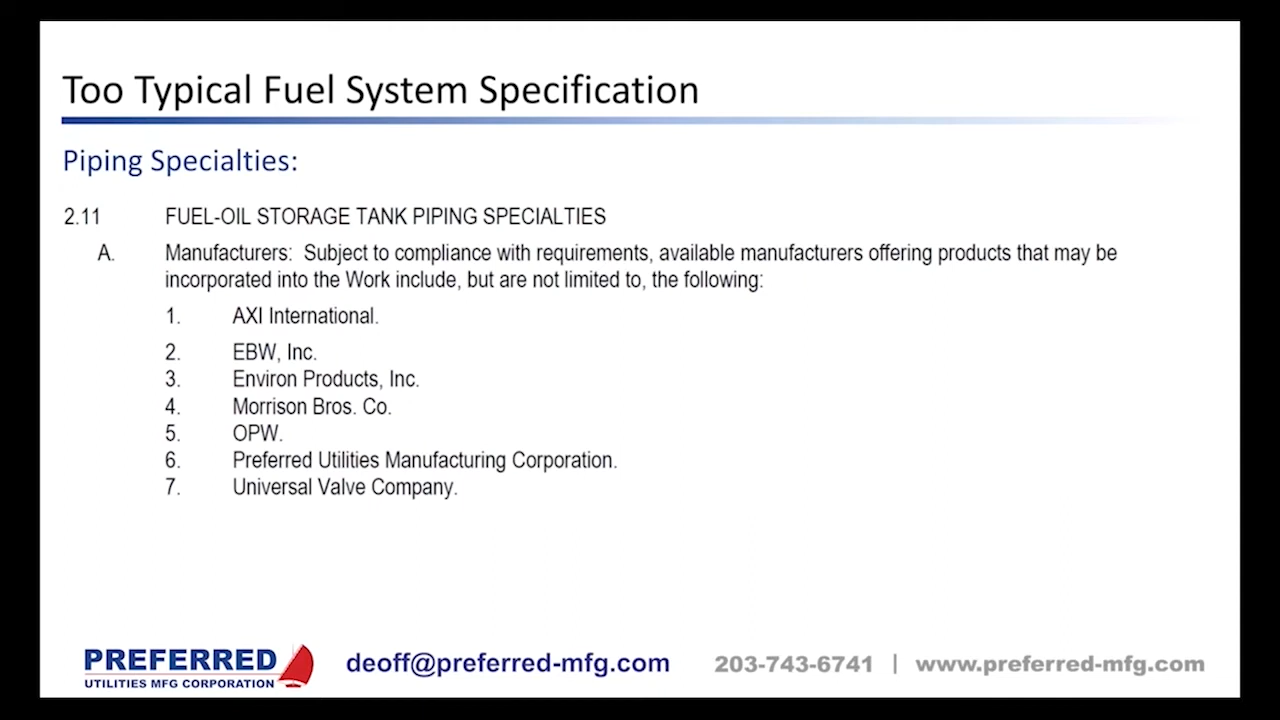 Too Typical Fuel System Specification
Piping Specialties:
2.11 FUEL-OIL STORAGE TANK PIPING SPECIALTIES
A. Manufacturers: Subject to compliance with requirements, available manufacturers offering products that may be
incorporated into the Work include, but are not limited to, the following:
1. AXI International.
2. EBW, Inc.
3. Environ Products, Inc.
4. Morrison Bros. Co.
5. OPW.
6. Preferred Utilities Manufacturing Corporation.
7. Universal Valve Company.
PREFERRED
UTILITIES MFG CORPORATION
deoff@preferred-mfg.com 203-743-6741 | www.preferred-mfg.com